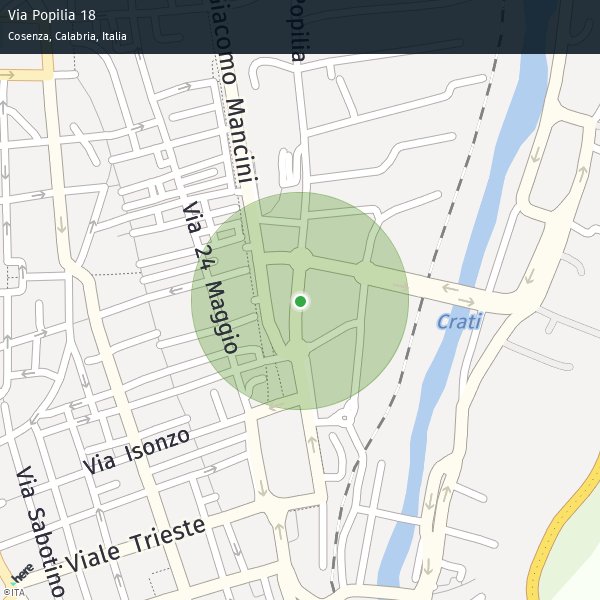 Via Popilia 18
Cosenza, Calabria, Italia
Giacomo Mancini
Popilia
Via 24 Maggio
Crati
Via Isonzo
Via Sabotino
Viale Trieste
here
©ITA